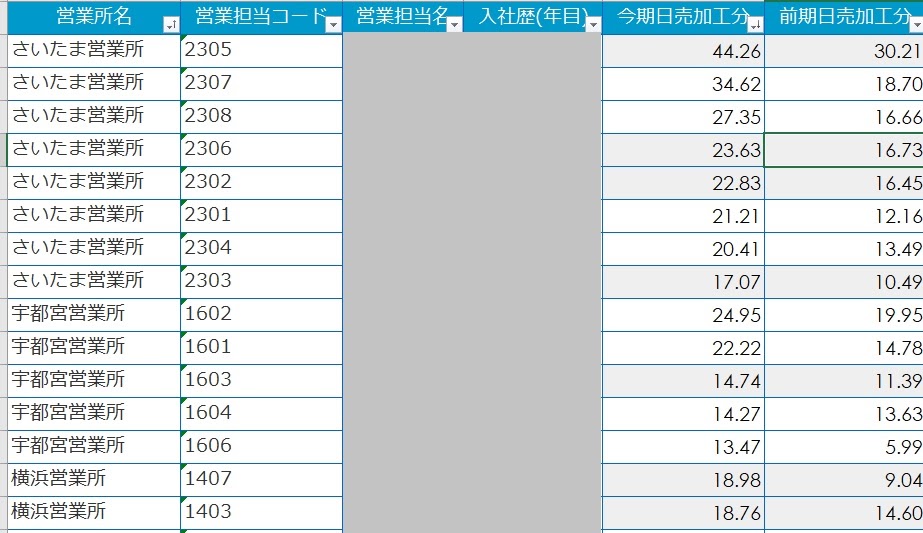 営業所名 営業担当コード 営業担当名 入社歴(年目) 今期日売加工分 前期日売加工分
さいたま営業所 2305 44.26 30.21
さいたま営業所 2307 34.62 18.70
さいたま営業所 2308 27.35 16.66
さいたま営業所 2306 23.63 16.73
さいたま営業所 2302 22.83 16.45
さいたま営業所 2301 21.21 12.16
さいたま営業所 2304 20.41 13.49
さいたま営業所 2303 17.07 10.49
宇都宮営業所 1602 24.95 19.95
宇都宮営業所 1601 22.22 14.78
宇都宮営業所 1603 14.74 11.39
宇都宮営業所 1604 14.27 13.63
宇都宮営業所 1606 13.47 5.99
横浜営業所 1407 18.98 9.04
横浜営業所 1403 18.76 14.60